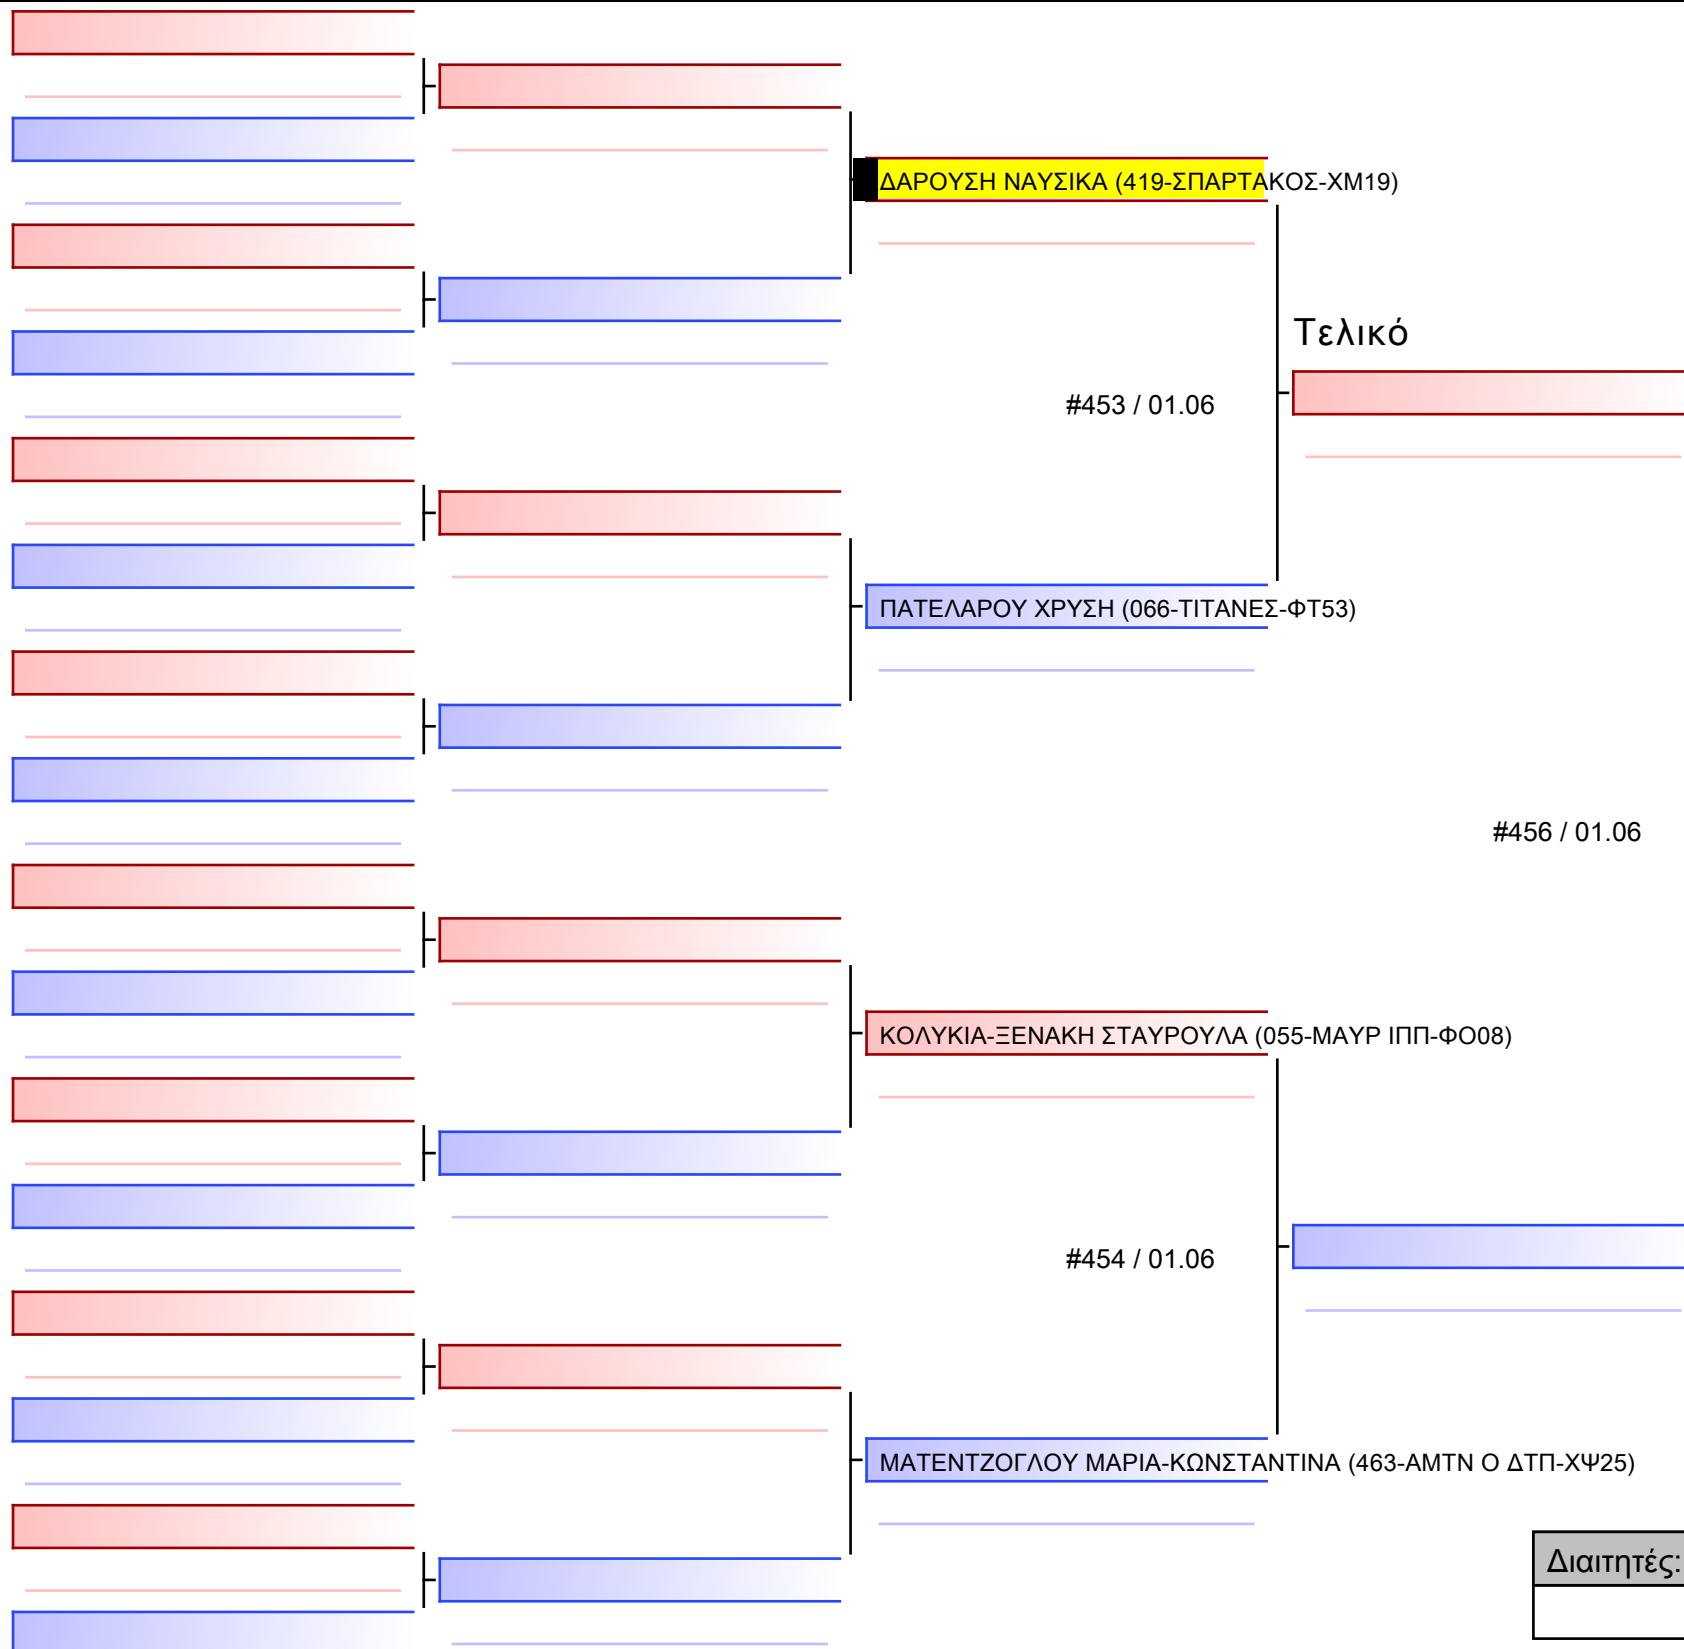 ΔΑΡΟΥΣΗ ΝΑΥΣΙΚΑ (419-ΣΠΑΡΤΑΚΟΣ-ΧΜ19)
Τελικό
#453 / 01.06
ΠΑΤΕΛΑΡΟΥ ΧΡΥΣΗ (066-ΤΙΤΑΝΕΣ-ΦΤ53)
#456 / 01.06
ΚΟΛΥΚΙΑ-ΞΕΝΑΚΗ ΣΤΑΥΡΟΥΛΑ (055-ΜΑΥΡ ΙΠΠ-ΦΟ08)
#454 / 01.06
ΜΑΤΕΝΤΖΟΓΛΟΥ ΜΑΡΙΑ-ΚΩΝΣΤΑΝΤΙΝΑ (463-ΑΜΤΝ Ο ΔΤΠ-ΧΨ25)
Διαιτητές: